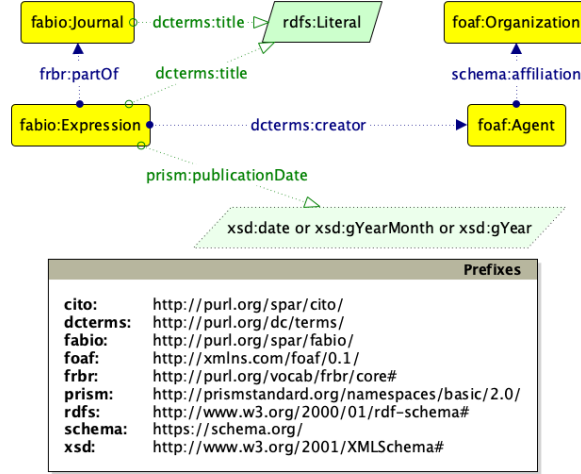 fabio:Journal dcterms:title rdfs:Literal foaf:Organization
frbr:partOf dcterms:title schema:affiliation
fabio:Expression dcterms:creator foaf:Agent
prism:publicationDate
xsd:date or xsd:gYearMonth or xsd:gYear
Prefixes
cito: http://purl.org/spar/cito/
dcterms: http://purl.org/dc/terms/
fabio: http://purl.org/spar/fabio/
foaf: http://xmlns.com/foaf/0.1/
frbr: http://purl.org/vocab/frbr/core#
prism: http://prismstandard.org/namespaces/basic/2.0/
rdfs: http://www.w3.org/2000/01/rdf-schema#
schema: https://schema.org/
xsd: http://www.w3.org/2001/XMLSchema#